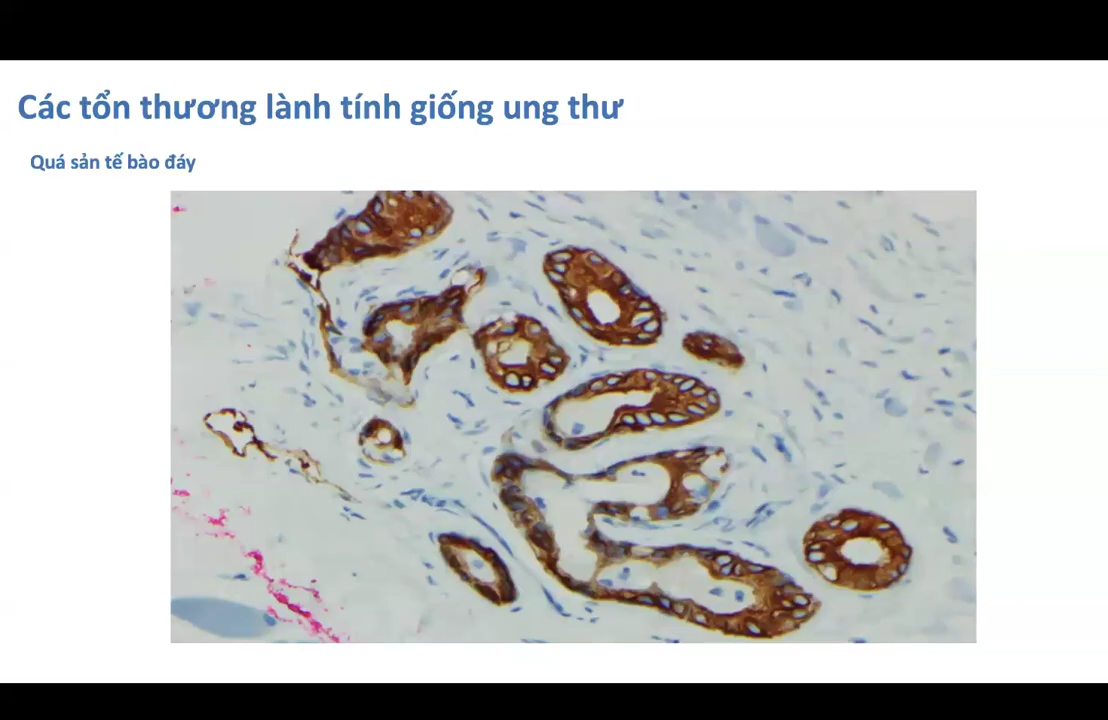 Các tổn thương lành tính giống ung thư
Quá sản tế bào đáy